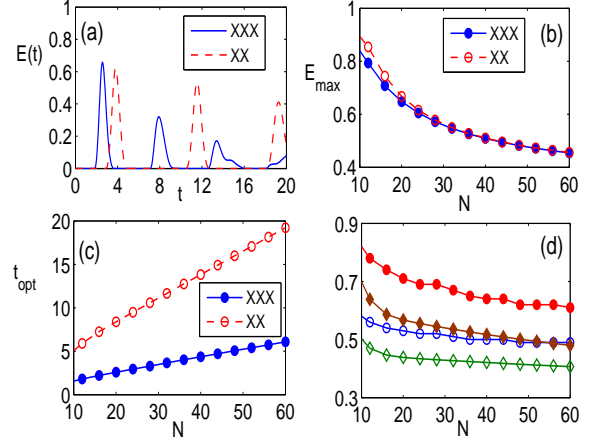 (a)
XXX
XX
E(t)
1
0.8
0.6
0.4
0.2
0
0 4 8 12 16 20
t
(b)
XXX
XX
E_max
1
0.8
0.6
0.4
10 20 30 40 50 60
N
(c)
XXX
XX
t_opt
20
15
10
5
0
10 20 30 40 50 60
N
(d)
0.9
0.7
0.5
0.3
10 20 30 40 50 60
N